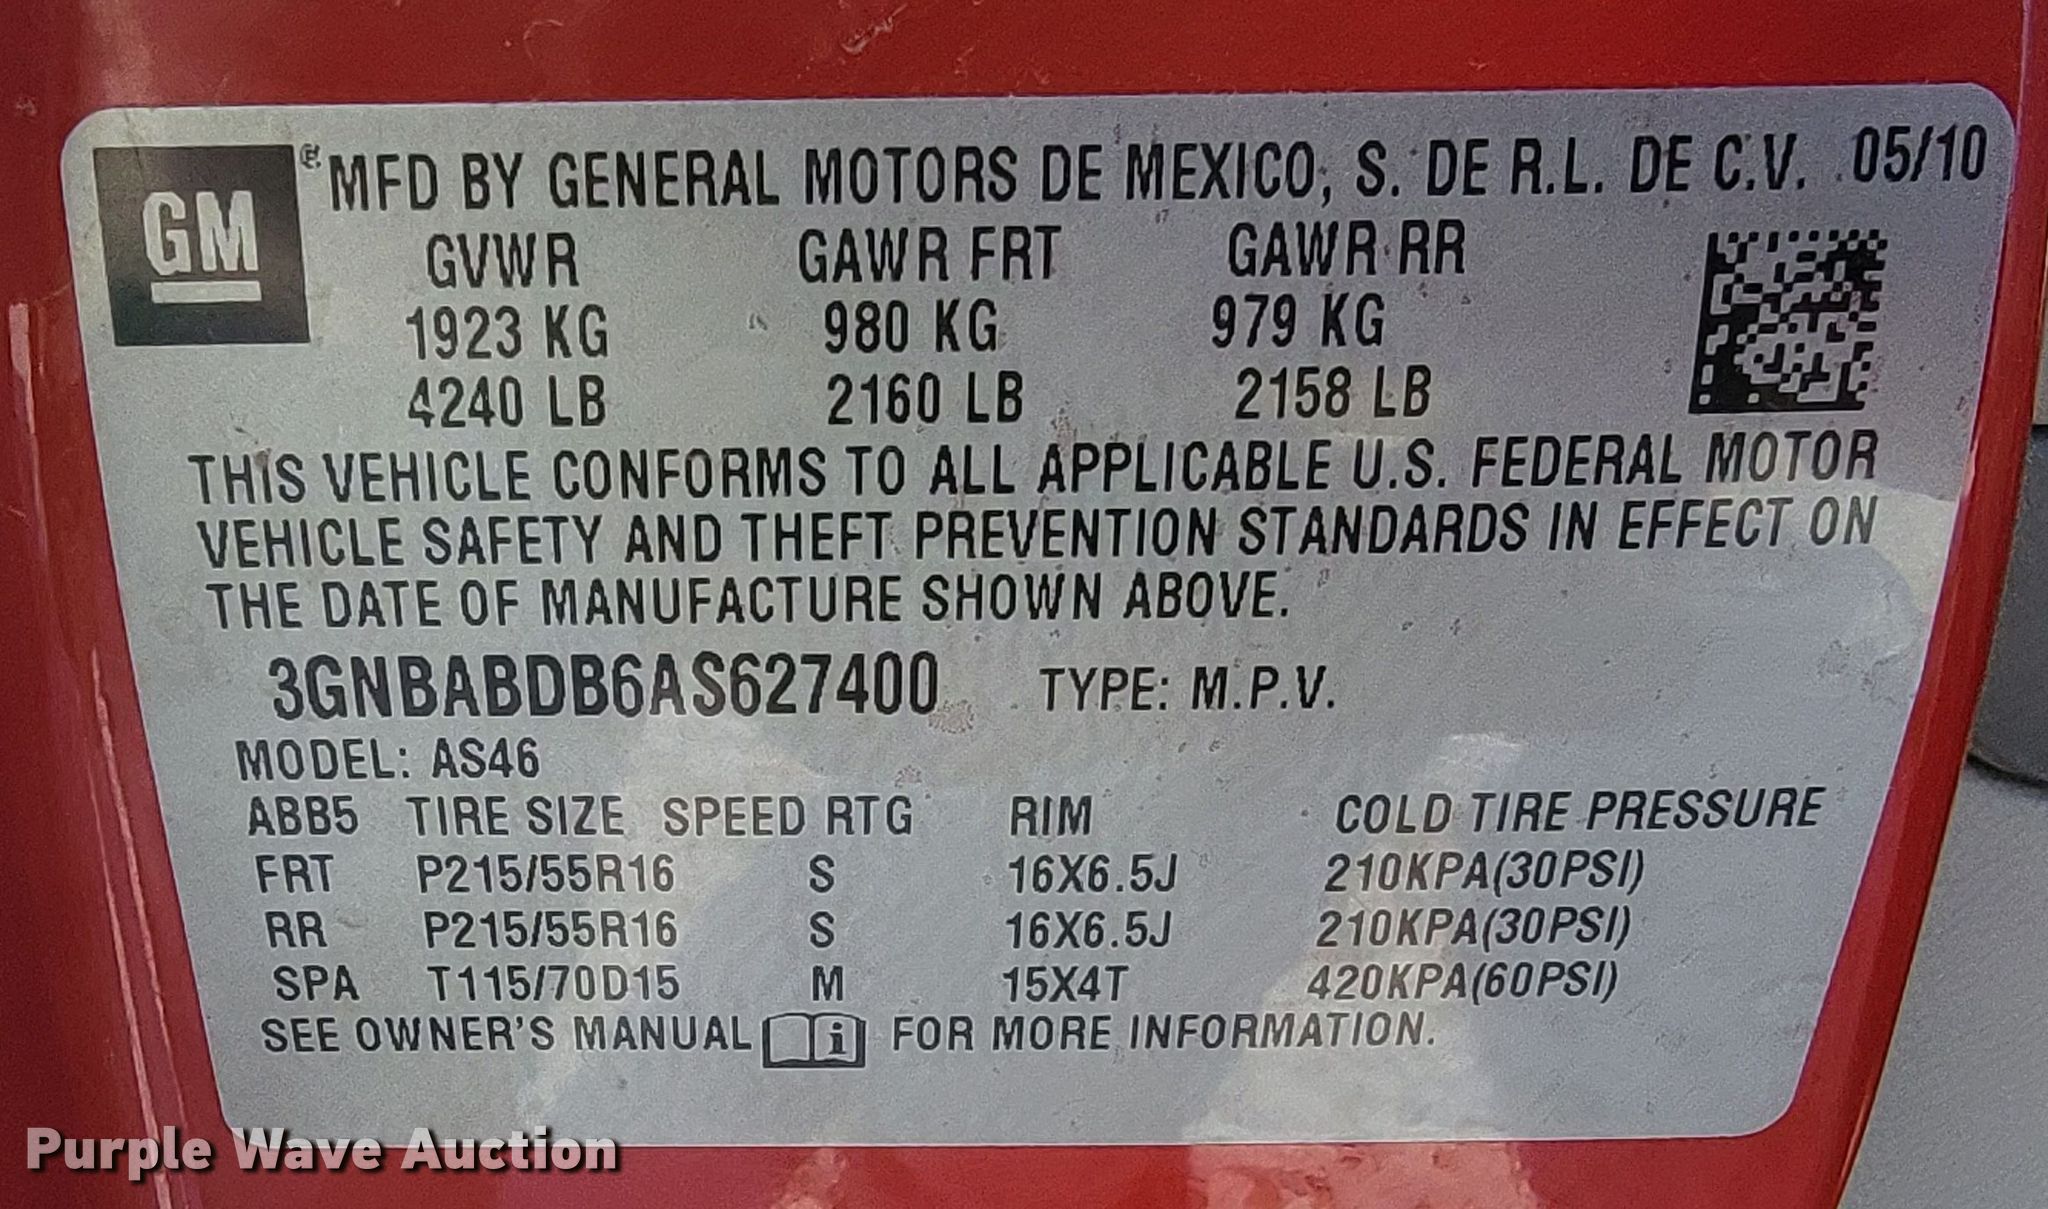 GM
® MFD BY GENERAL MOTORS DE MEXICO, S. DE R.L. DE C.V. 05/10
GVWR GAWR FRT GAWR RR
1923 KG 980 KG 979 KG
4240 LB 2160 LB 2158 LB
THIS VEHICLE CONFORMS TO ALL APPLICABLE U.S. FEDERAL MOTOR
VEHICLE SAFETY AND THEFT PREVENTION STANDARDS IN EFFECT ON
THE DATE OF MANUFACTURE SHOWN ABOVE.
3GNBABDB6AS627400 TYPE: M.P.V.
MODEL: AS46
ABB5 TIRE SIZE SPEED RTG RIM COLD TIRE PRESSURE
FRT P215/55R16 S 16X6.5J 210KPA(30PSI)
RR P215/55R16 S 16X6.5J 210KPA(30PSI)
SPA T115/70D15 M 15X4T 420KPA(60PSI)
SEE OWNER'S MANUAL i FOR MORE INFORMATION.
Purple Wave Auction